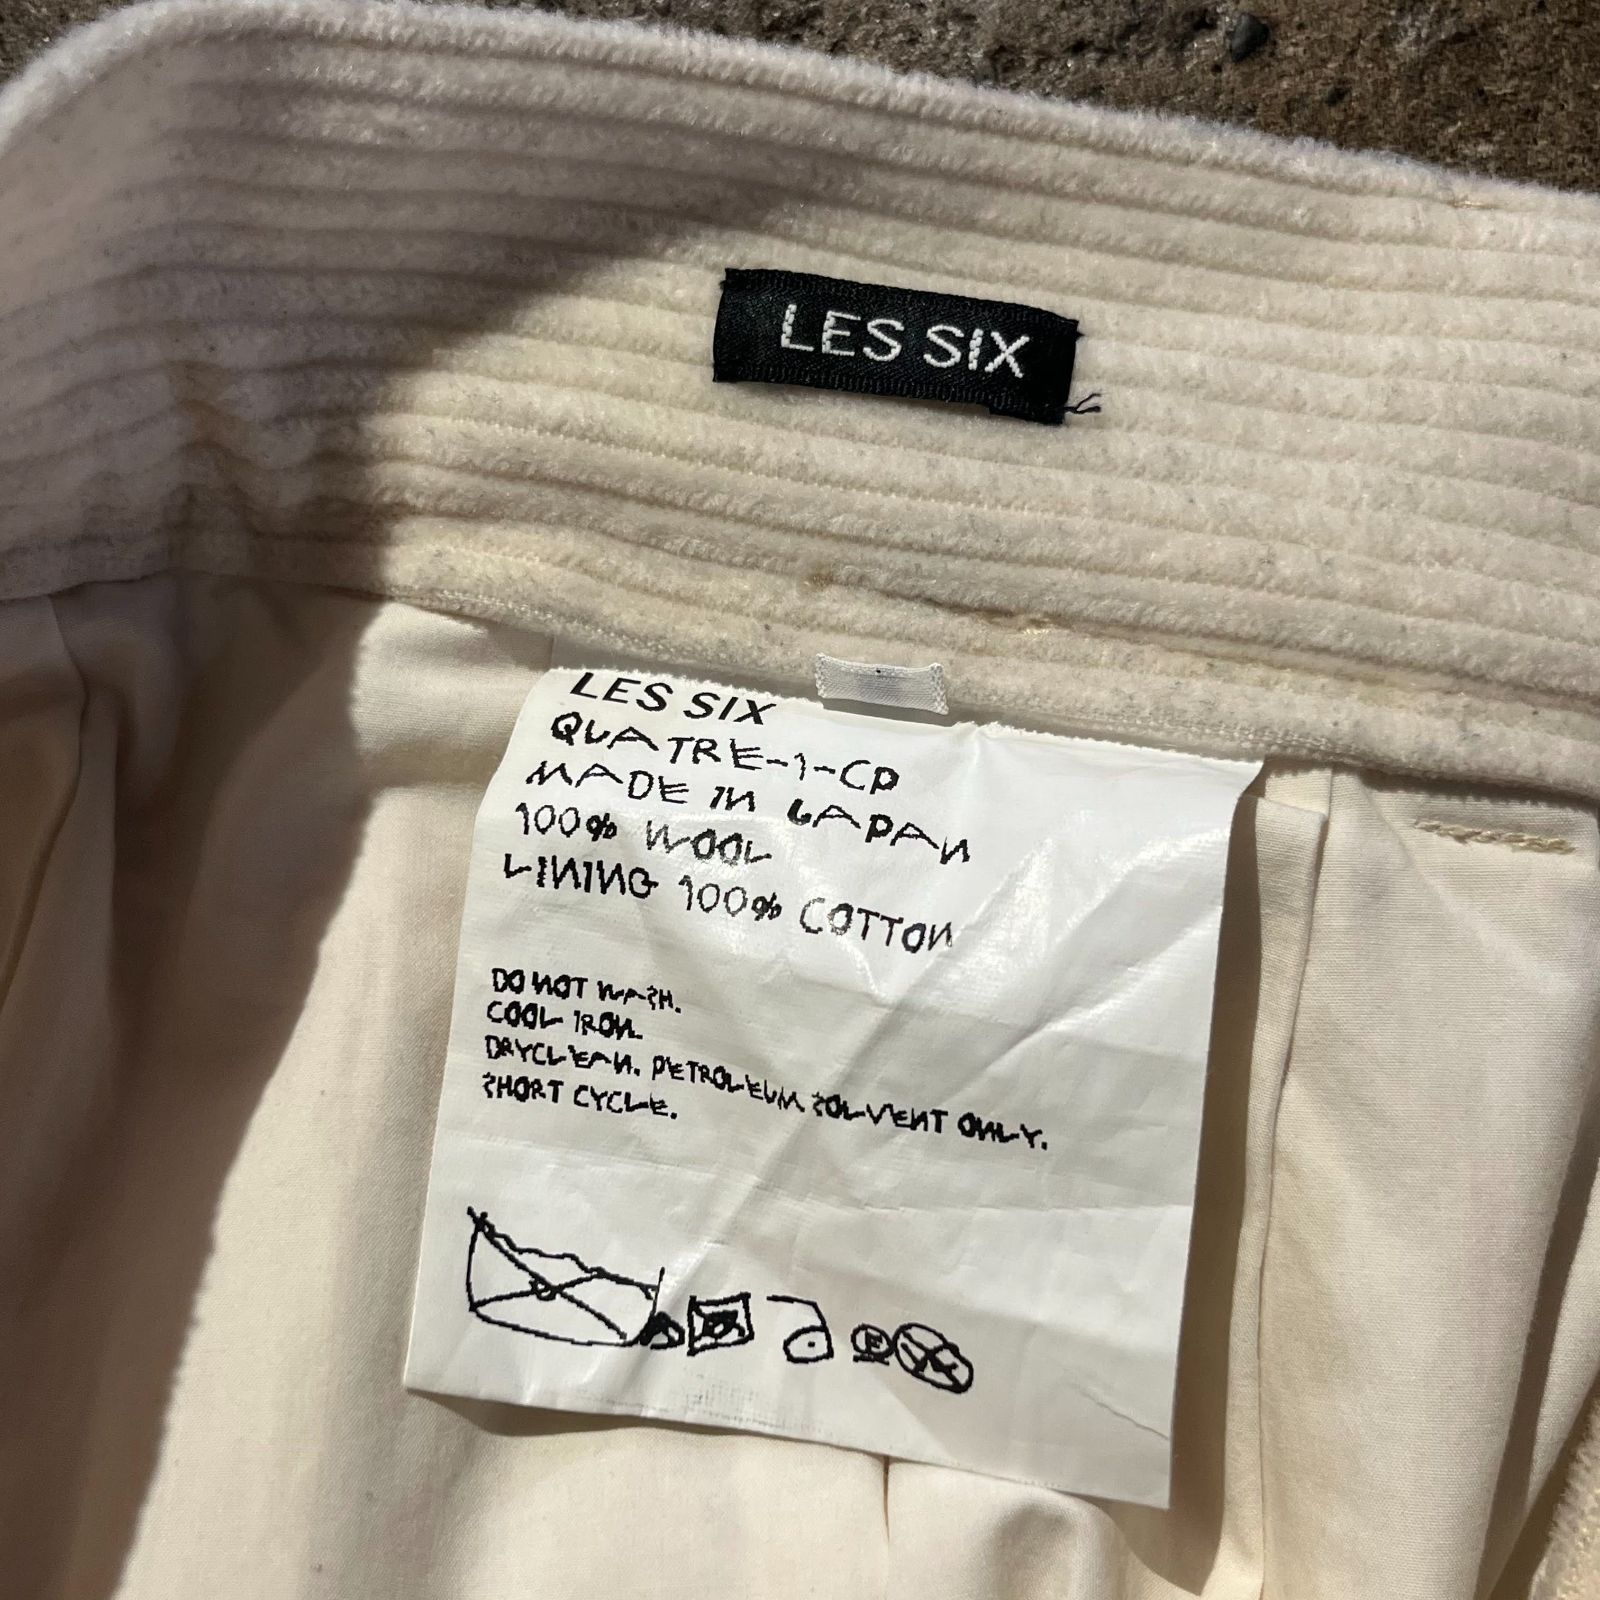 LES SIX
LES SIX
QUATRE-1-CP
MADE IN JAPAN
100% WOOL
LINING 100% COTTON
DO NOT WASH.
COOL IRON.
DRYCLEAN. PETROLEUM SOLVENT ONLY.
SHORT CYCLE.